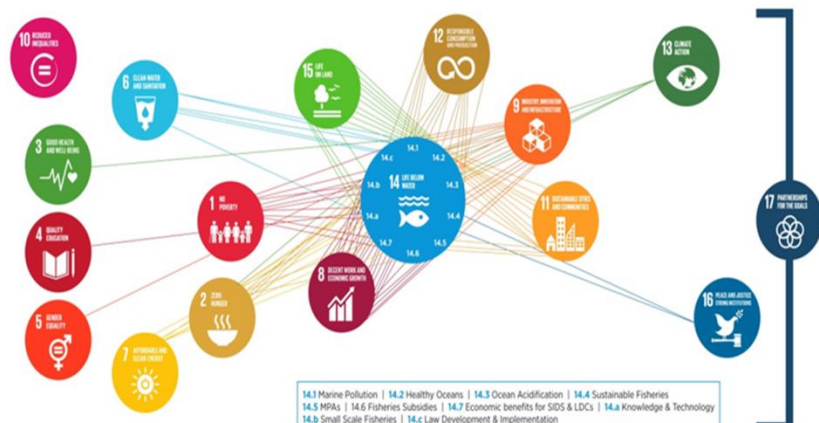 10 REDUCED
INEQUALITIES
6 CLEAN WATER
AND SANITATION
15 LIFE
ON LAND
12 RESPONSIBLE
CONSUMPTION
AND PRODUCTION
13 CLIMATE
ACTION
3 GOOD HEALTH
AND WELL-BEING
9 INDUSTRY, INNOVATION
AND INFRASTRUCTURE
14.1
14.c
14.2
14 LIFE BELOW
WATER
14.b
14.3
14.a
14.4
14.7
14.5
14.6
4 QUALITY
EDUCATION
1 NO
POVERTY
11 SUSTAINABLE CITIES
AND COMMUNITIES
17 PARTNERSHIPS
FOR THE GOALS
5 GENDER
EQUALITY
2 ZERO
HUNGER
8 DECENT WORK AND
ECONOMIC GROWTH
16 PEACE AND JUSTICE
STRONG INSTITUTIONS
7 AFFORDABLE AND
CLEAN ENERGY
14.1 Marine Pollution | 14.2 Healthy Oceans | 14.3 Ocean Acidification | 14.4 Sustainable Fisheries
14.5 MPAs | 14.6 Fisheries Subsidies | 14.7 Economic benefits for SIDS & LDCs | 14.a Knowledge & Technology
14.b Small Scale Fisheries | 14.c Law Development & Implementation